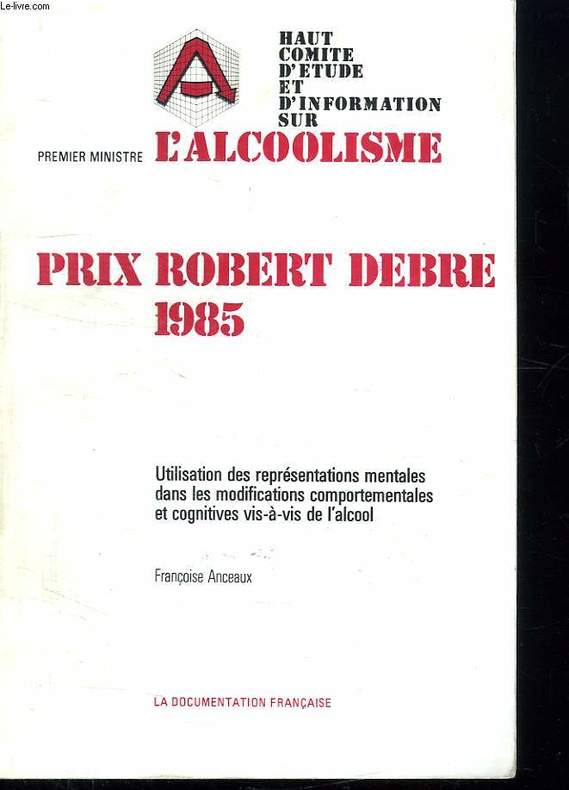 Le-livre.com
HAUT
COMITE
D'ETUDE
ET
D'INFORMATION
SUR
PREMIER MINISTRE L'ALCOOLISME
PRIX ROBERT DEBRE
1985
Utilisation des représentations mentales
dans les modifications comportementales
et cognitives vis-à-vis de l'alcool
Françoise Anceaux
LA DOCUMENTATION FRANÇAISE